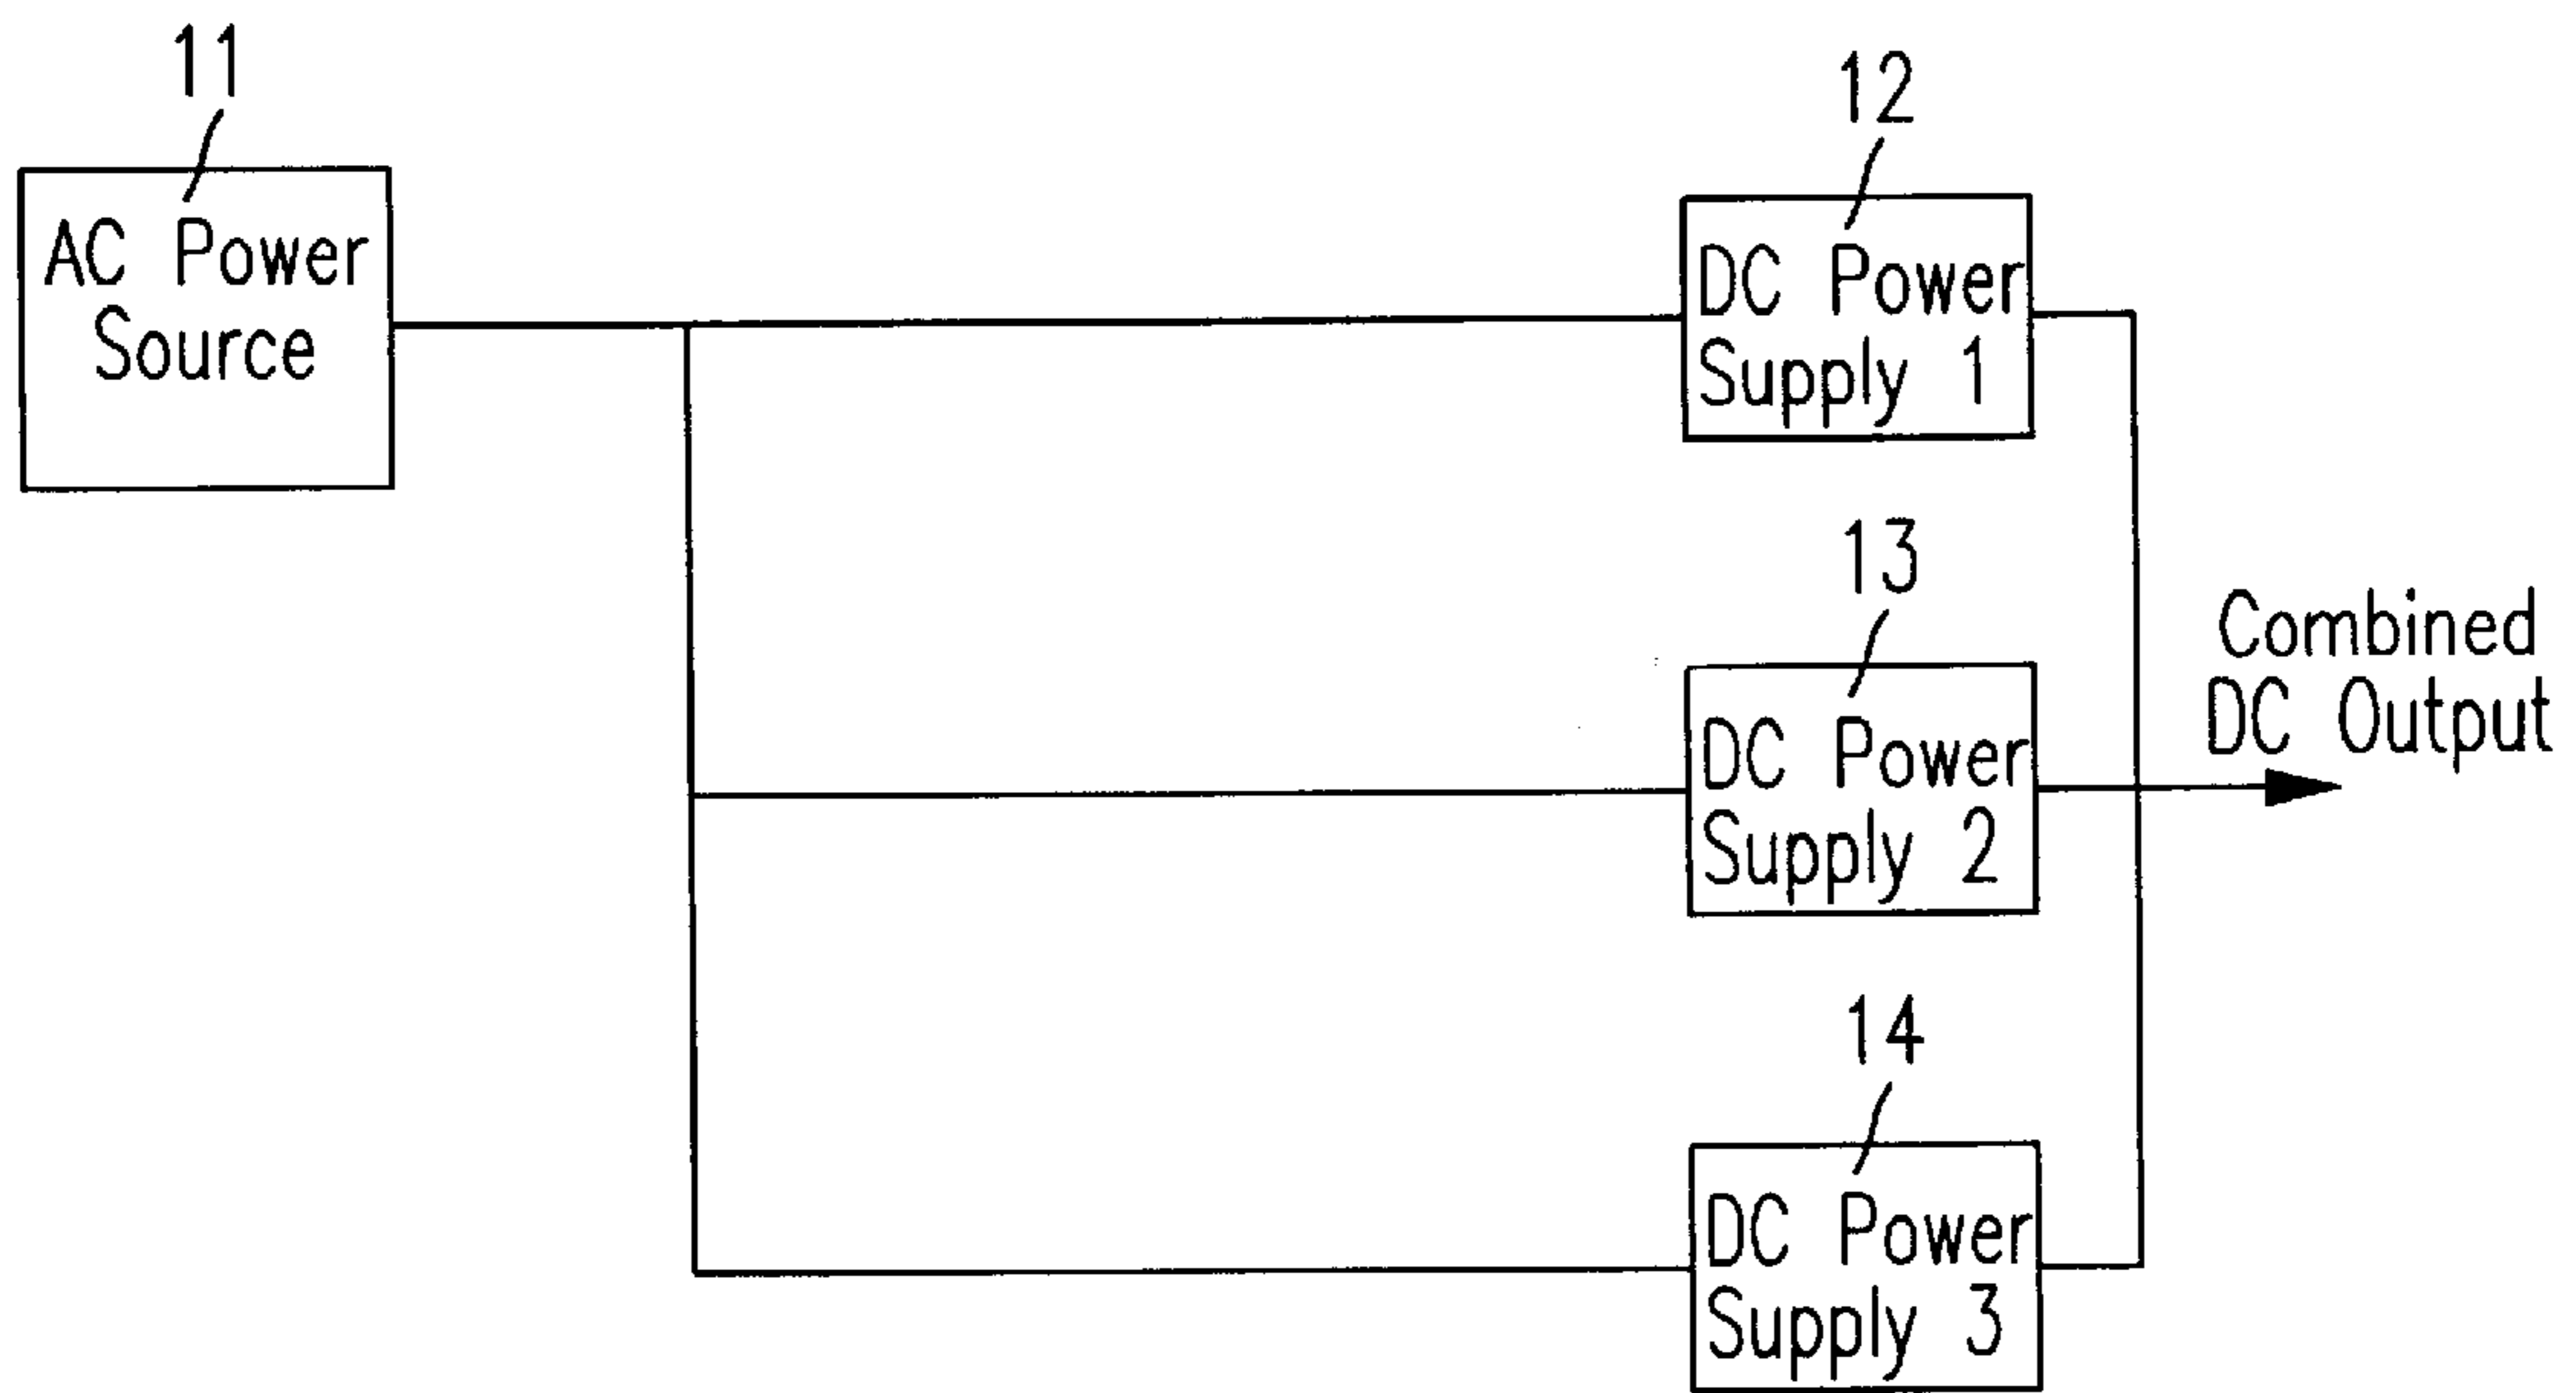 11
AC Power
Source
12
DC Power
Supply 1
13
DC Power
Supply 2
Combined
DC Output
14
DC Power
Supply 3